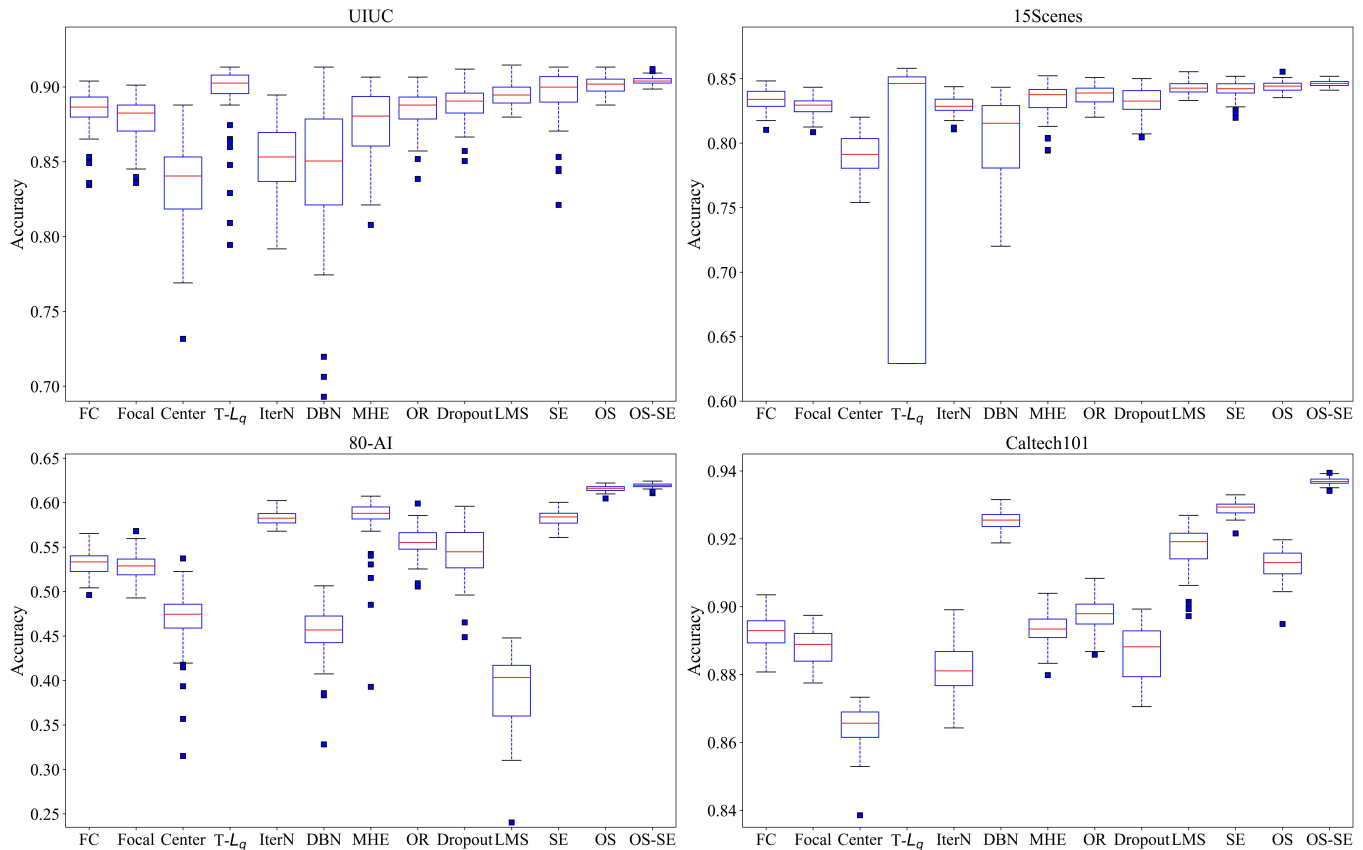 UIUC
Accuracy
0.90
0.85
0.80
0.75
0.70
FC Focal Center T-L_q IterN DBN MHE OR Dropout LMS SE OS OS-SE
15Scenes
Accuracy
0.85
0.80
0.75
0.70
0.65
0.60
FC Focal Center T-L_q IterN DBN MHE OR Dropout LMS SE OS OS-SE
80-AI
Accuracy
0.65
0.60
0.55
0.50
0.45
0.40
0.35
0.30
0.25
FC Focal Center T-L_q IterN DBN MHE OR Dropout LMS SE OS OS-SE
Caltech101
Accuracy
0.94
0.92
0.90
0.88
0.86
0.84
FC Focal Center T-L_q IterN DBN MHE OR Dropout LMS SE OS OS-SE